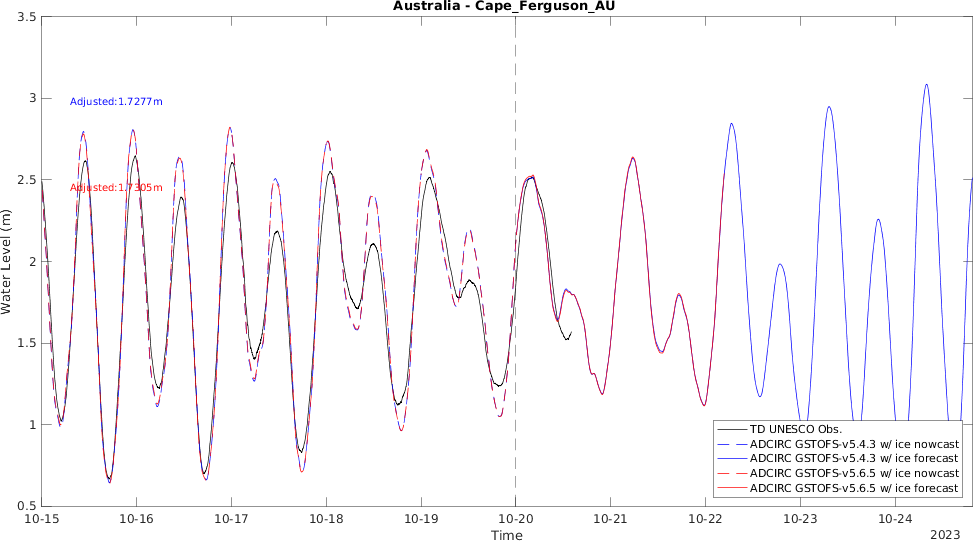 Australia - Cape_Ferguson_AU
3.5
3
2.5
2
1.5
1
0.5
Water Level (m)
Adjusted:1.7277m
Adjusted:1.7305m
TD UNESCO Obs.
ADCIRC GSTOFS-v5.4.3 w/ ice nowcast
ADCIRC GSTOFS-v5.4.3 w/ ice forecast
ADCIRC GSTOFS-v5.6.5 w/ ice nowcast
ADCIRC GSTOFS-v5.6.5 w/ ice forecast
10-15 10-16 10-17 10-18 10-19 10-20 10-21 10-22 10-23 10-24
Time
2023